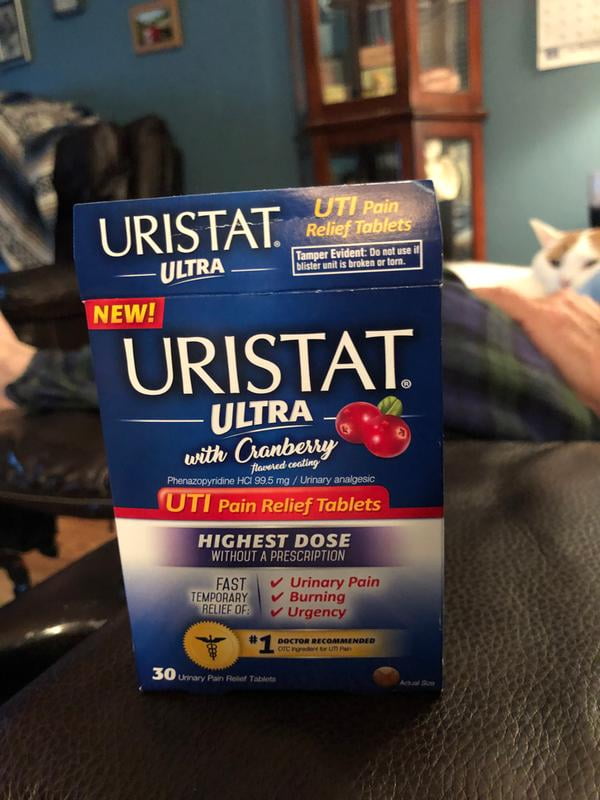 URISTAT®
ULTRA
UTI Pain
Relief Tablets
Tamper Evident: Do not use if
blister unit is broken or torn.
NEW!
URISTAT®
ULTRA
with Cranberry
flavored coating
Phenazopyridine HCl 99.5 mg / Urinary analgesic
UTI Pain Relief Tablets
HIGHEST DOSE
WITHOUT A PRESCRIPTION
FAST
TEMPORARY
RELIEF OF:
✓ Urinary Pain
✓ Burning
✓ Urgency
#1 DOCTOR RECOMMENDED
OTC Ingredient for UTI Pain
30 Urinary Pain Relief Tablets
Actual Size